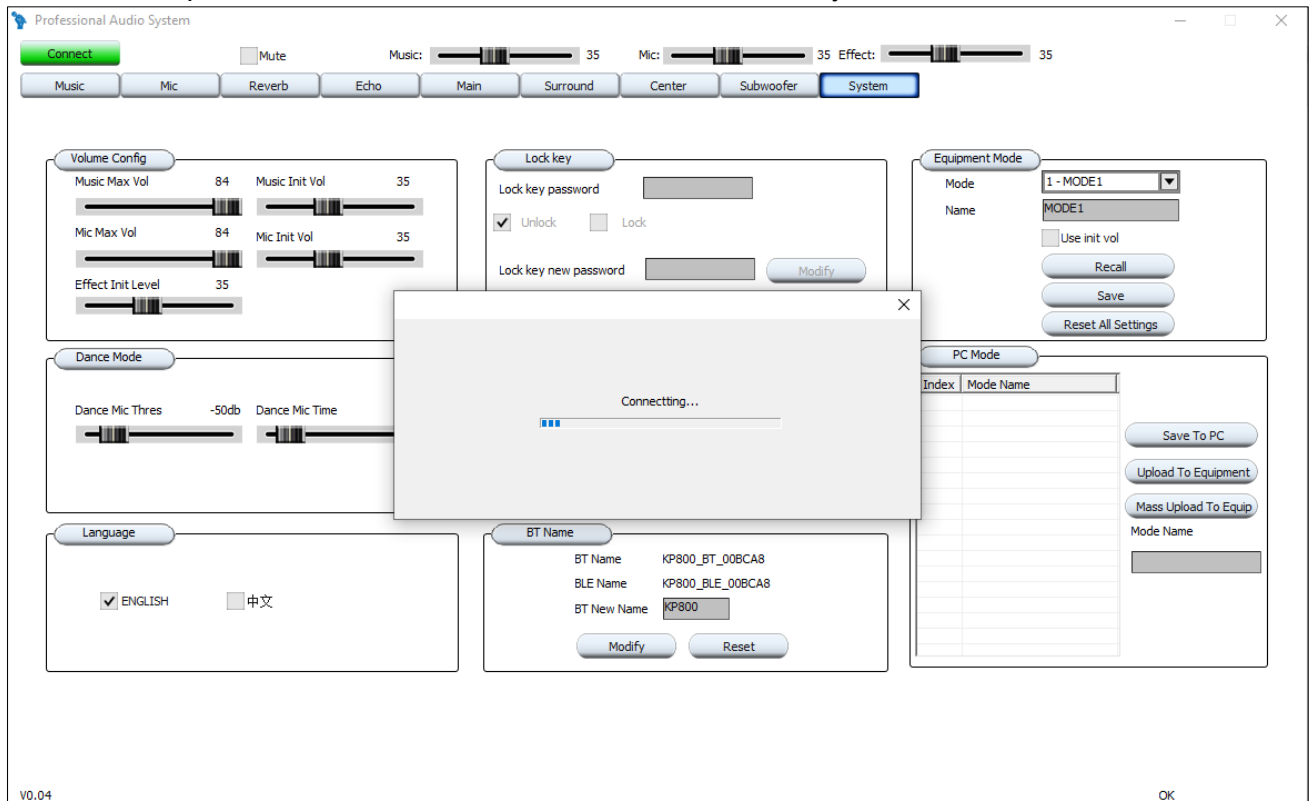 Professional Audio System
Connect Mute Music: 35 Mic: 35 Effect: 35
Music Mic Reverb Echo Main Surround Center Subwoofer System
Volume Config
Music Max Vol 84 Music Init Vol 35
Mic Max Vol 84 Mic Init Vol 35
Effect Init Level 35
Lock key
Lock key password
Unlock Lock
Lock key new password Modify
Equipment Mode
Mode 1 - MODE1
Name MODE1
Use init vol
Recall
Save
Reset All Settings
Dance Mode
Dance Mic Thres -50db Dance Mic Time
Connectting...
PC Mode
Index Mode Name
Save To PC
Upload To Equipment
Mass Upload To Equip
Mode Name
Language
ENGLISH 中文
BT Name
BT Name KP800_BT_00BCA8
BLE Name KP800_BLE_00BCA8
BT New Name KP800
Modify Reset
V0.04 OK